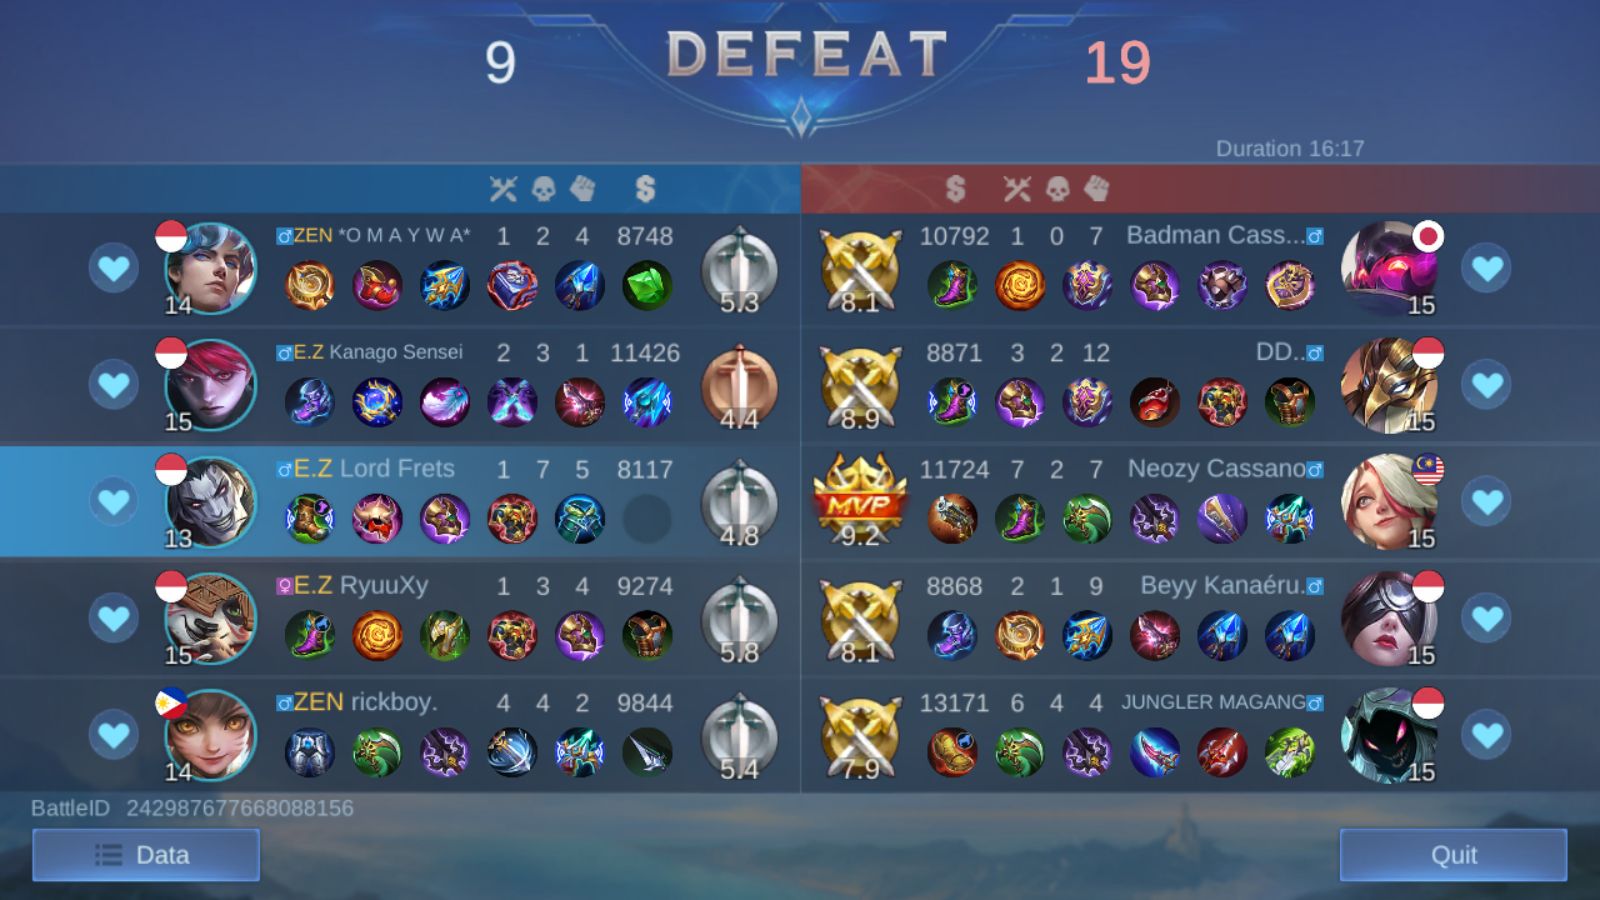 9 DEFEAT 19
Duration 16:17
ZEN *O M A Y W A* 1 2 4 8748
14 5.3
10792 1 0 7 Badman Cass...
8.1 15
E.Z Kanago Sensei 2 3 1 11426
15 4.4
8871 3 2 12 DD..
8.9 15
E.Z Lord Frets 1 7 5 8117
13 4.8
11724 7 2 7 Neozy Cassano
MVP
9.2 15
E.Z RyuuXy 1 3 4 9274
15 5.8
8868 2 1 9 Beyy Kanaéru.
8.1 15
ZEN rickboy. 4 4 2 9844
14 5.4
13171 6 4 4 JUNGLER MAGANG
7.9 15
BattleID 242987677668088156
Data
Quit